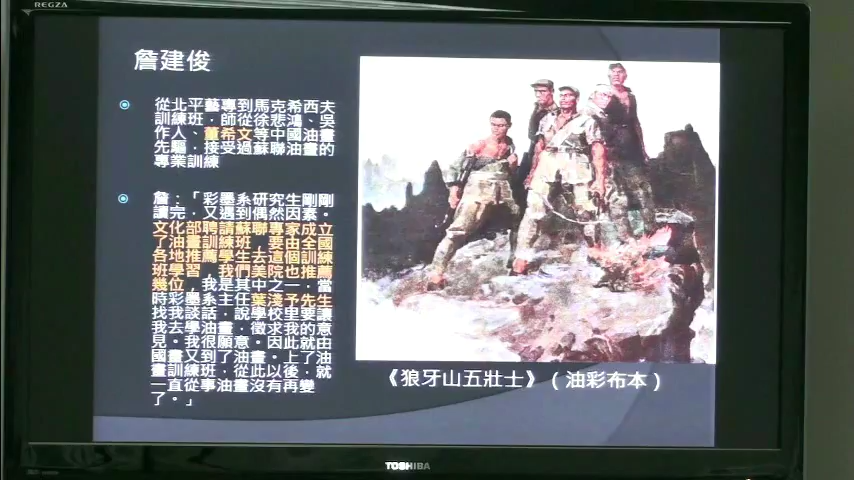 REGZA
詹建俊
從北平藝專到馬克希西夫
訓練班，師從徐悲鴻、吳
作人、董希文等中國油畫
先驅，接受過蘇聯油畫的
專業訓練
詹：「彩墨系研究生剛剛
讀完，又遇到偶然因素。
文化部聘請蘇聯專家成立
了油畫訓練班，要由全國
各地推薦學生去這個訓練
班學習，我們美院也推薦
幾位，我是其中之一，當
時彩墨系主任葉淺予先生
找我談話，說學校里要讓
我去學油畫，徵求我的意
見。我很願意。因此就由
國畫又到了油畫。上了油
畫訓練班，從此以後，就
一直從事油畫沒有再變
了。」
《狼牙山五壯士》（油彩布本）
TOSHIBA